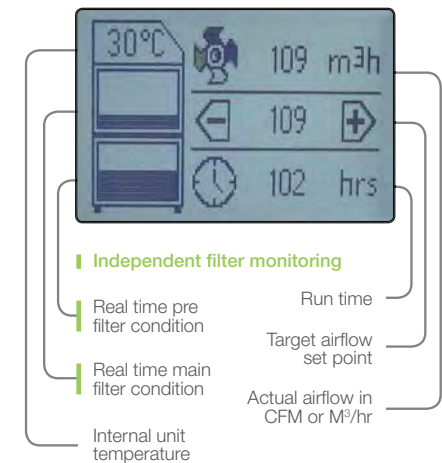 30°C
109 m³h
109
102 hrs
Independent filter monitoring
Real time pre
filter condition
Real time main
filter condition
Internal unit
temperature
Run time
Target airflow
set point
Actual airflow in
CFM or M³/hr